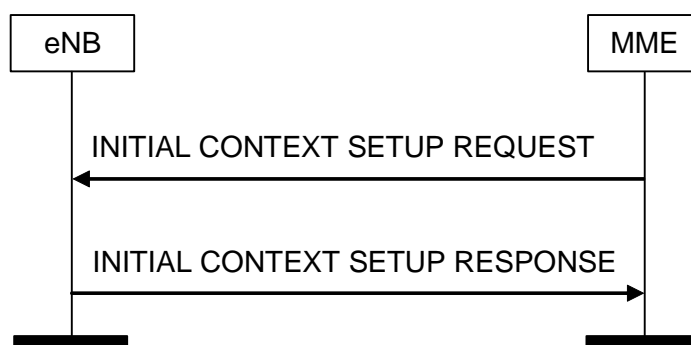 eNB
MME
INITIAL CONTEXT SETUP REQUEST
INITIAL CONTEXT SETUP RESPONSE